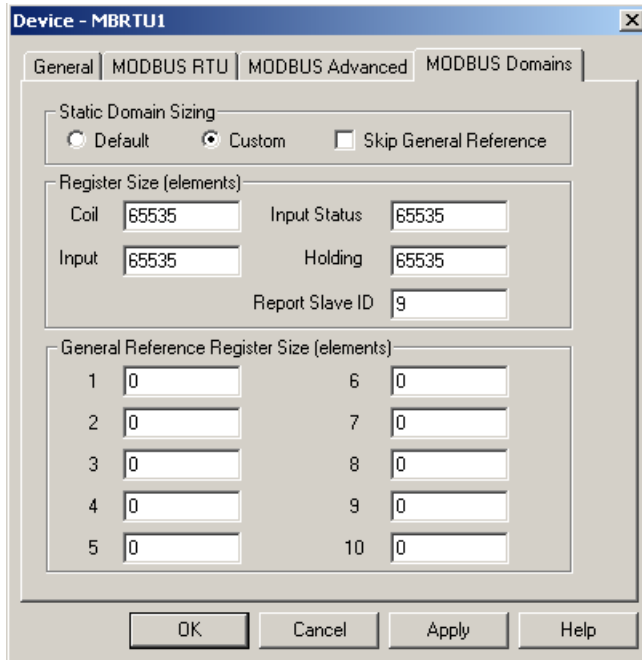 Device - MBRTU1
General MODBUS RTU MODBUS Advanced MODBUS Domains
Static Domain Sizing
Default Custom Skip General Reference
Register Size (elements)
Coil 65535 Input Status 65535
Input 65535 Holding 65535
Report Slave ID 9
General Reference Register Size (elements)
1 0 6 0
2 0 7 0
3 0 8 0
4 0 9 0
5 0 10 0
OK Cancel Apply Help